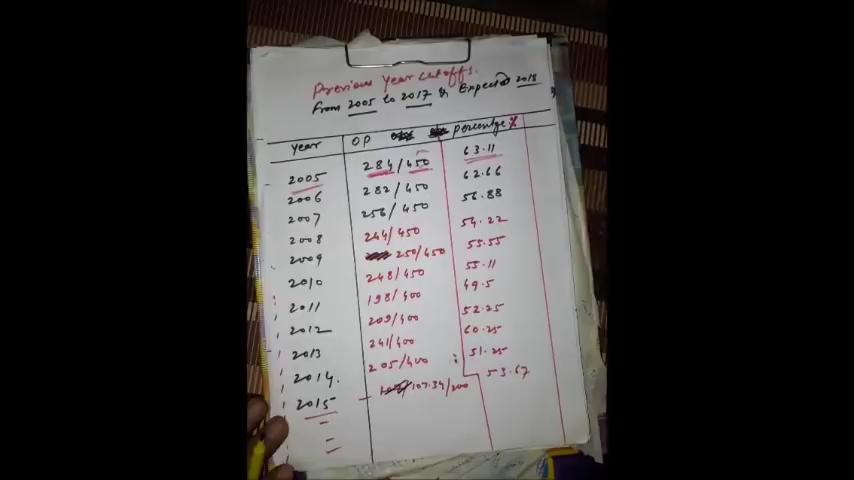 Previous Year Cutoffs.
From 2005 to 2017 & Expected 2018
Year OP Percentge %
2005 284/450 63.11
2006 282/450 62.66
2007 256/450 56.88
2008 244/450 54.22
2009 250/450 55.55
2010 248/450 55.11
2011 198/400 49.5
2012 209/400 52.25
2013 241/400 60.25
2014. 205/400 51.25
2015 107.34/200 53.67